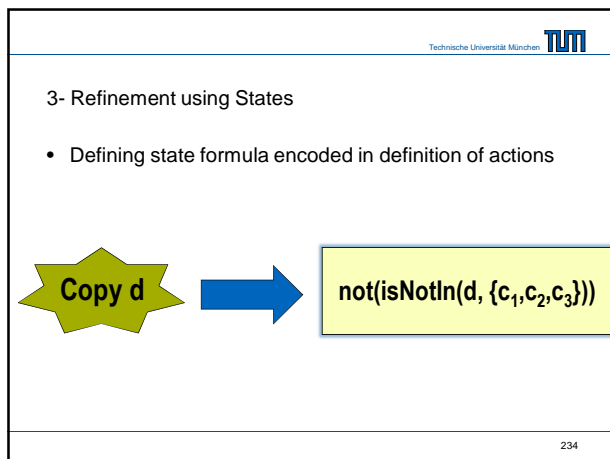 Technische Universität München TUM
3- Refinement using States
• Defining state formula encoded in definition of actions
Copy d
not(isNotIn(d, {c₁,c₂,c₃}))
234